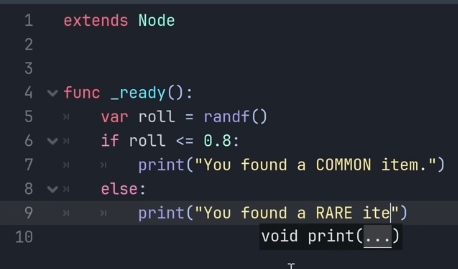 1 extends Node
2
3
4 func _ready():
5 var roll = randf()
6 if roll <= 0.8:
7 print("You found a COMMON item.")
8 else:
9 print("You found a RARE ite")
void print(...)
10